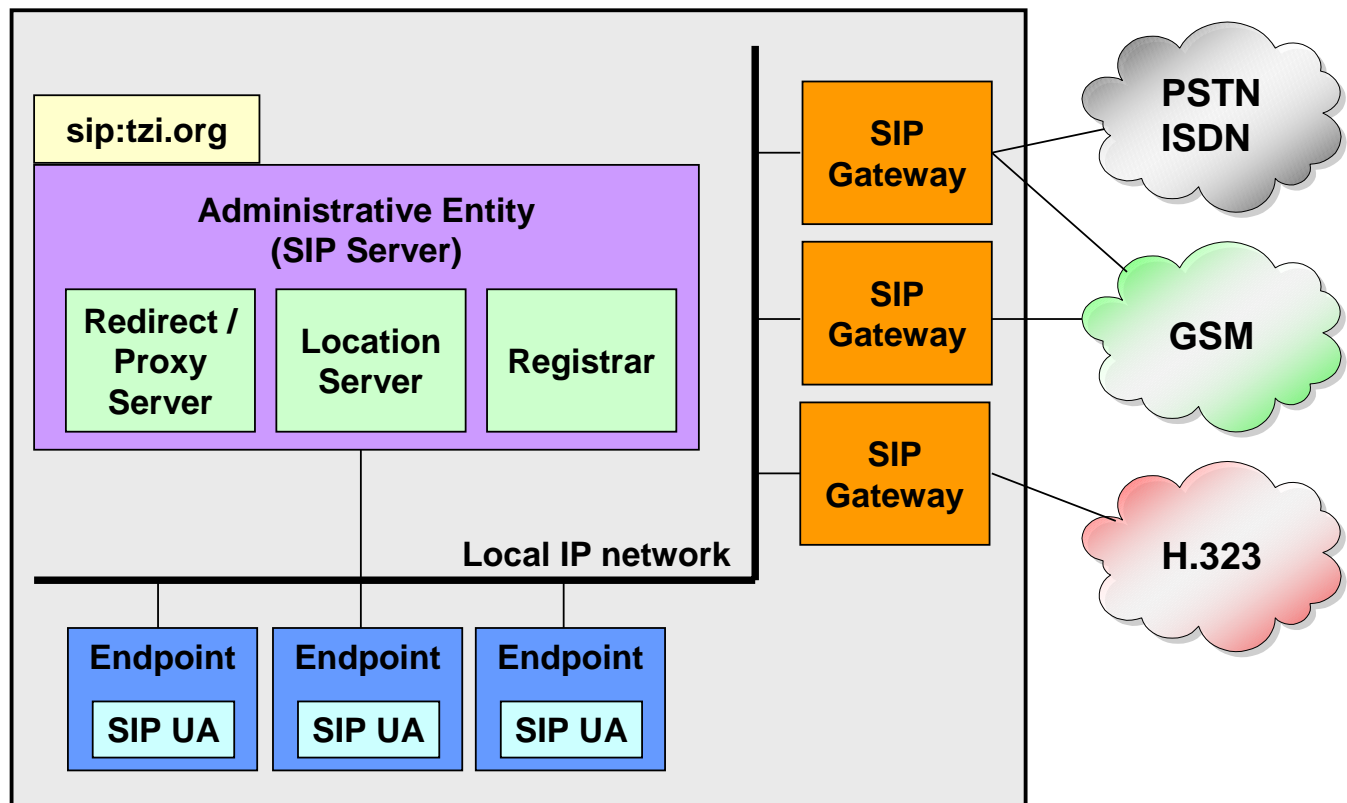 sip:tzi.org
Administrative Entity
(SIP Server)
Redirect /
Proxy
Server
Location
Server
Registrar
Local IP network
Endpoint
SIP UA
Endpoint
SIP UA
Endpoint
SIP UA
SIP
Gateway
SIP
Gateway
SIP
Gateway
PSTN
ISDN
GSM
H.323